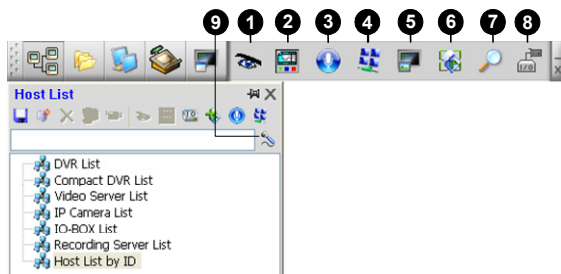 9 1 2 3 4 5 6 7 8
I/O
Host List
DVR List
Compact DVR List
Video Server List
IP Camera List
IO-BOX List
Recording Server List
Host List by ID